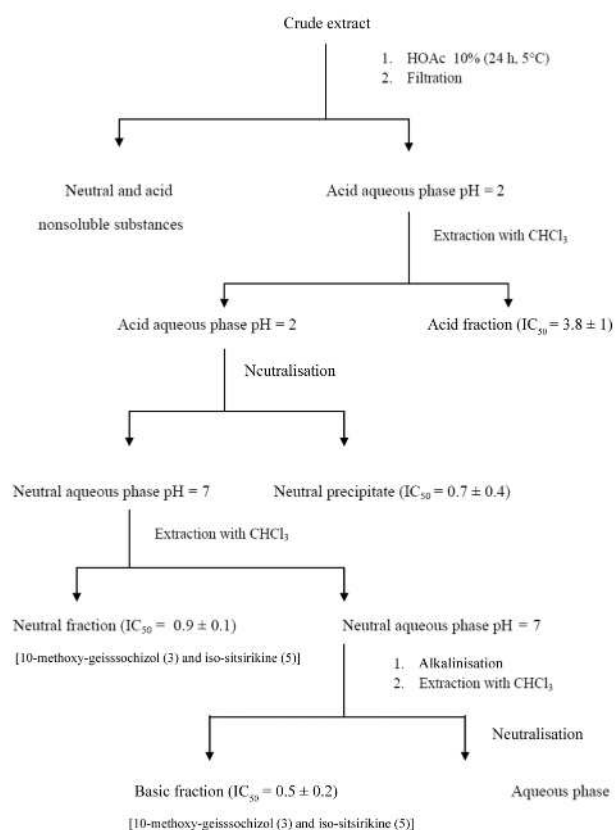 Crude extract
1. HOAc 10% (24 h, 5°C)
2. Filtration
Neutral and acid
nonsoluble substances
Acid aqueous phase pH = 2
Extraction with CHCl₃
Acid aqueous phase pH = 2
Acid fraction (IC₅₀ = 3.8 ± 1)
Neutralisation
Neutral aqueous phase pH = 7
Neutral precipitate (IC₅₀ = 0.7 ± 0.4)
Extraction with CHCl₃
Neutral fraction (IC₅₀ = 0.9 ± 0.1)
Neutral aqueous phase pH = 7
[10-methoxy-geisssochizol (3) and iso-sitsirikine (5)]
1. Alkalinisation
2. Extraction with CHCl₃
Neutralisation
Basic fraction (IC₅₀ = 0.5 ± 0.2)
Aqueous phase
[10-methoxy-geisssochizol (3) and iso-sitsirikine (5)]